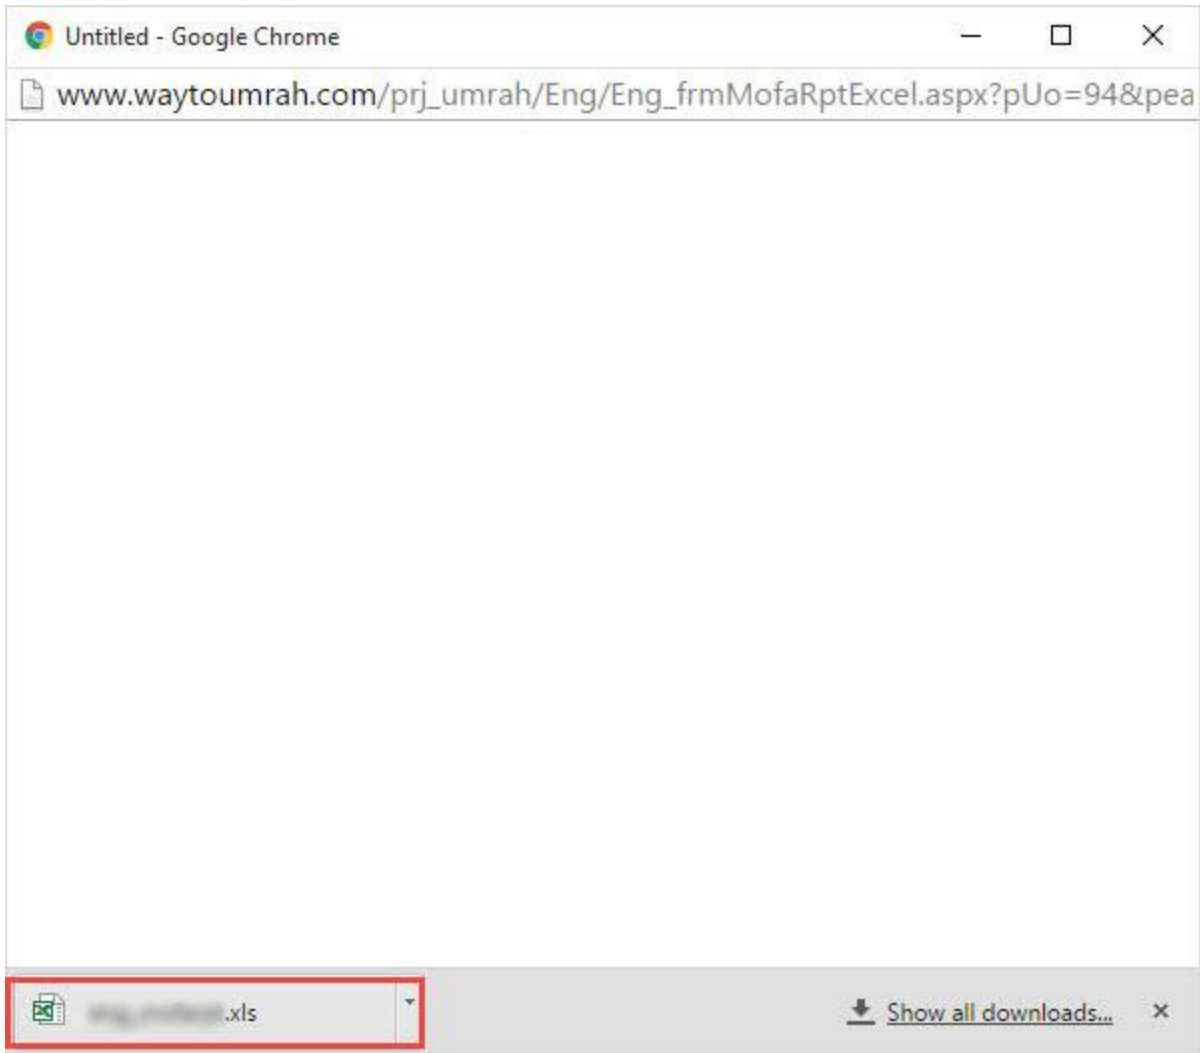 Untitled - Google Chrome
www.waytoumrah.com/prj_umrah/Eng/Eng_frmMofaRptExcel.aspx?pUo=94&pea
.xls
Show all downloads...